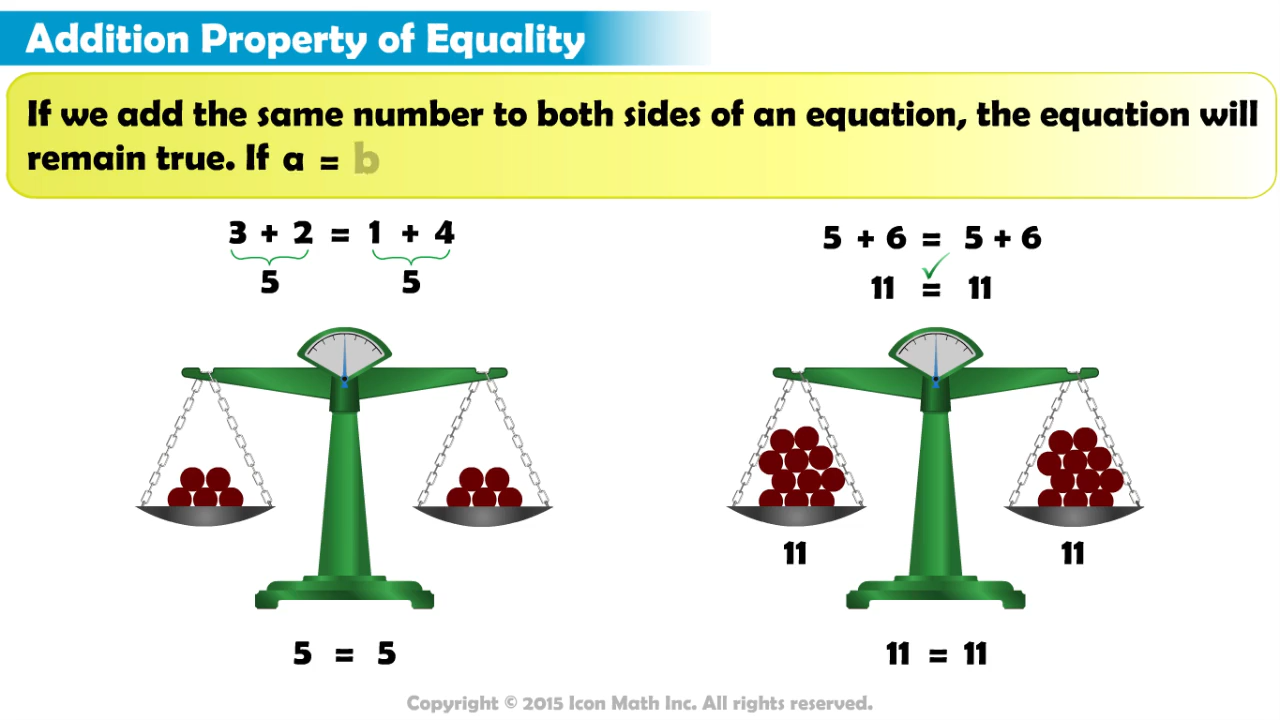 Addition Property of Equality
If we add the same number to both sides of an equation, the equation will
remain true. If a = b
3 + 2 = 1 + 4
5 5
5 + 6 = 5 + 6
11 = 11
11 11
5 = 5
11 = 11
Copyright © 2015 Icon Math Inc. All rights reserved.